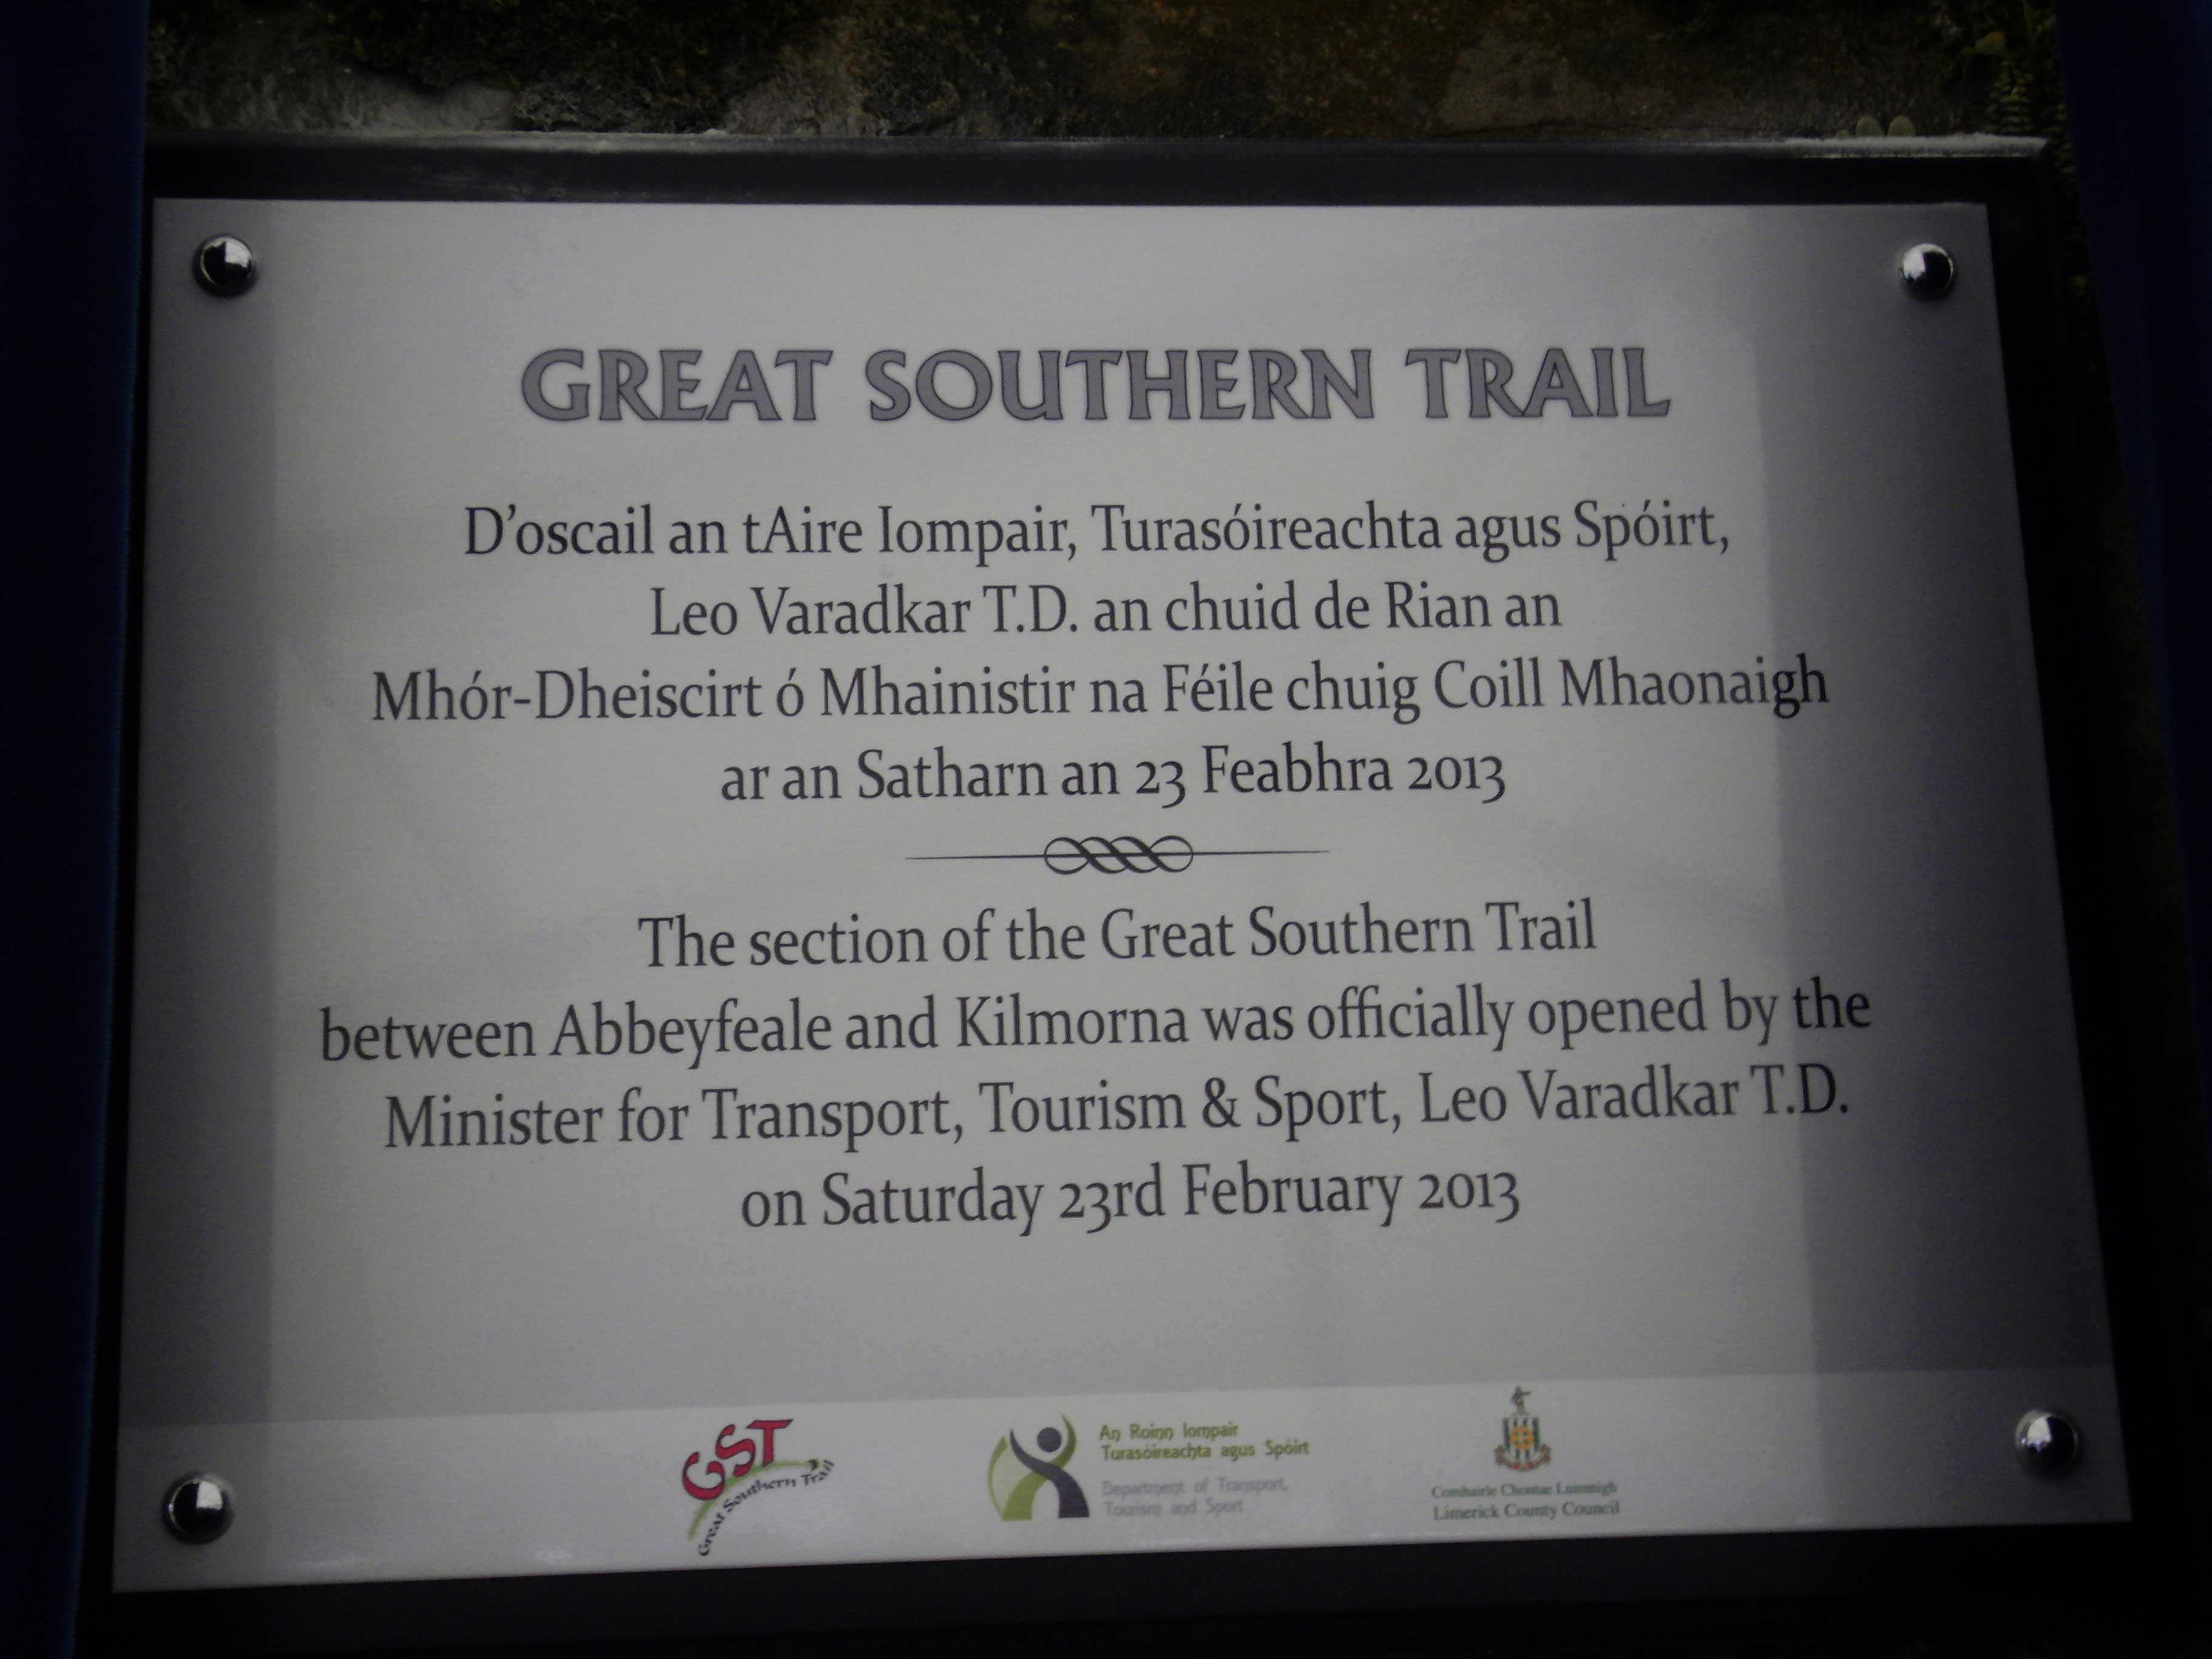 GREAT SOUTHERN TRAIL
D'oscail an tAire Iompair, Turasóireachta agus Spóirt,
Leo Varadkar T.D. an chuid de Rian an
Mhór-Dheiscirt ó Mhainistir na Féile chuig Coill Mhaonaigh
ar an Satharn an 23 Feabhra 2013
The section of the Great Southern Trail
between Abbeyfeale and Kilmorna was officially opened by the
Minister for Transport, Tourism & Sport, Leo Varadkar T.D.
on Saturday 23rd February 2013
GST
Great Southern Trail
An Roinn Iompair
Turasóireachta agus Spóirt
Department of Transport,
Tourism and Sport
Comhairle Chontae Luimnigh
Limerick County Council